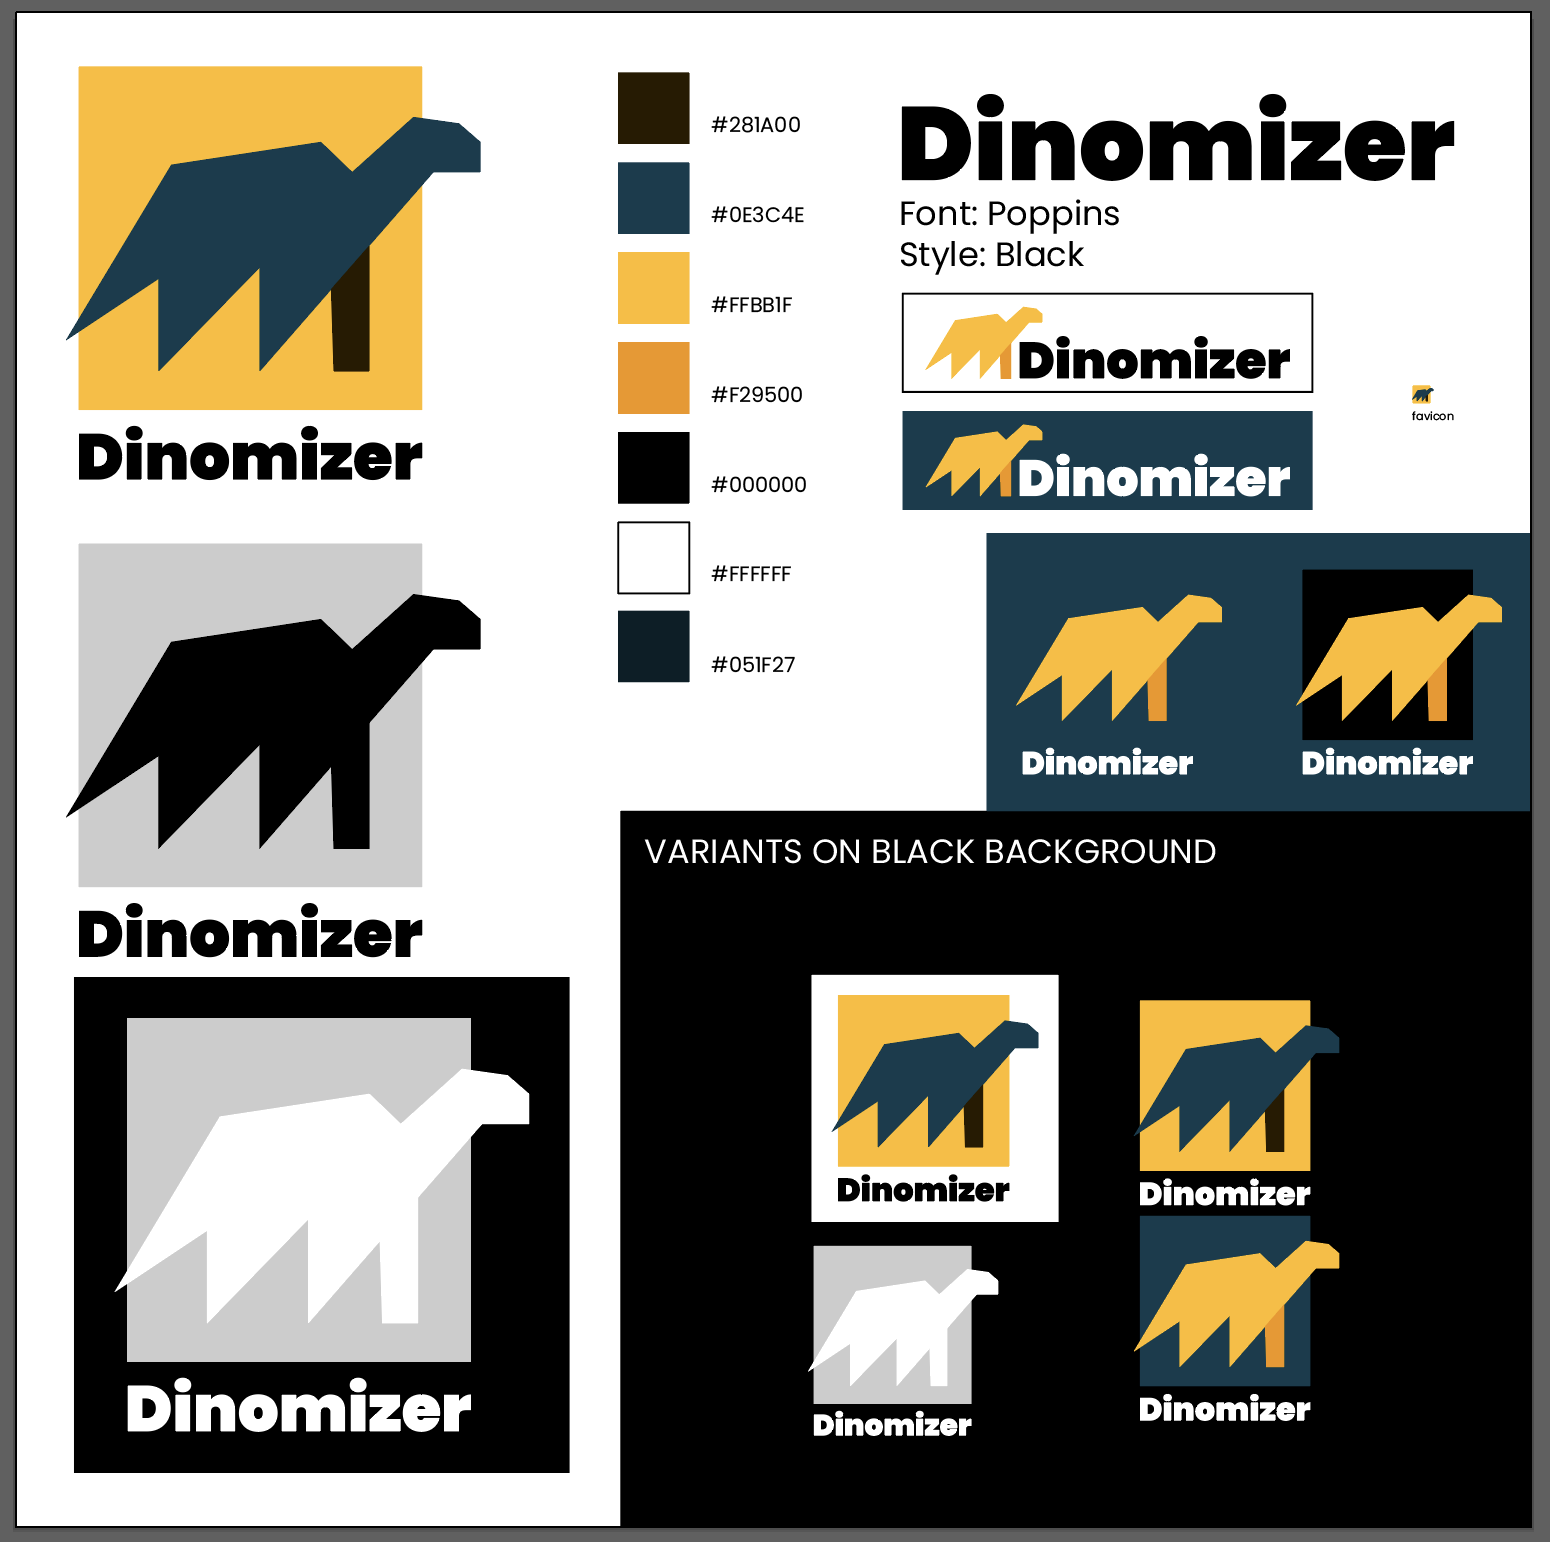 Dinomizer
Dinomizer
Dinomizer
#281A00
#0E3C4E
#FFBB1F
#F29500
#000000
#FFFFFF
#051F27
Dinomizer
Font: Poppins
Style: Black
Dinomizer
Dinomizer
favicon
Dinomizer
Dinomizer
VARIANTS ON BLACK BACKGROUND
Dinomizer
Dinomizer
Dinomizer
Dinomizer